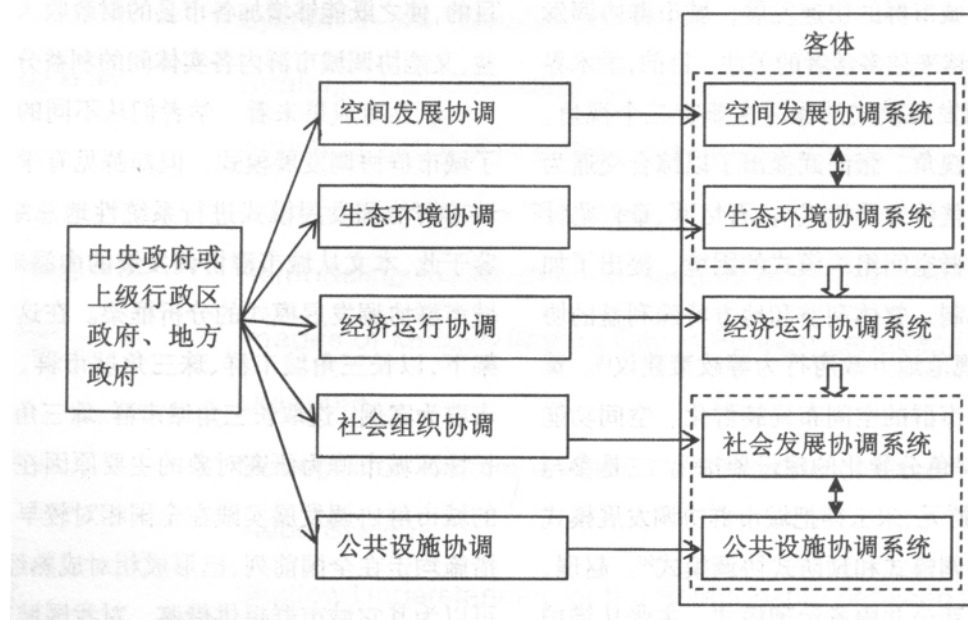 客体
空间发展协调
空间发展协调系统
生态环境协调
生态环境协调系统
中央政府或
上级行政区
政府、地方
政府
经济运行协调
经济运行协调系统
社会组织协调
社会发展协调系统
公共设施协调
公共设施协调系统